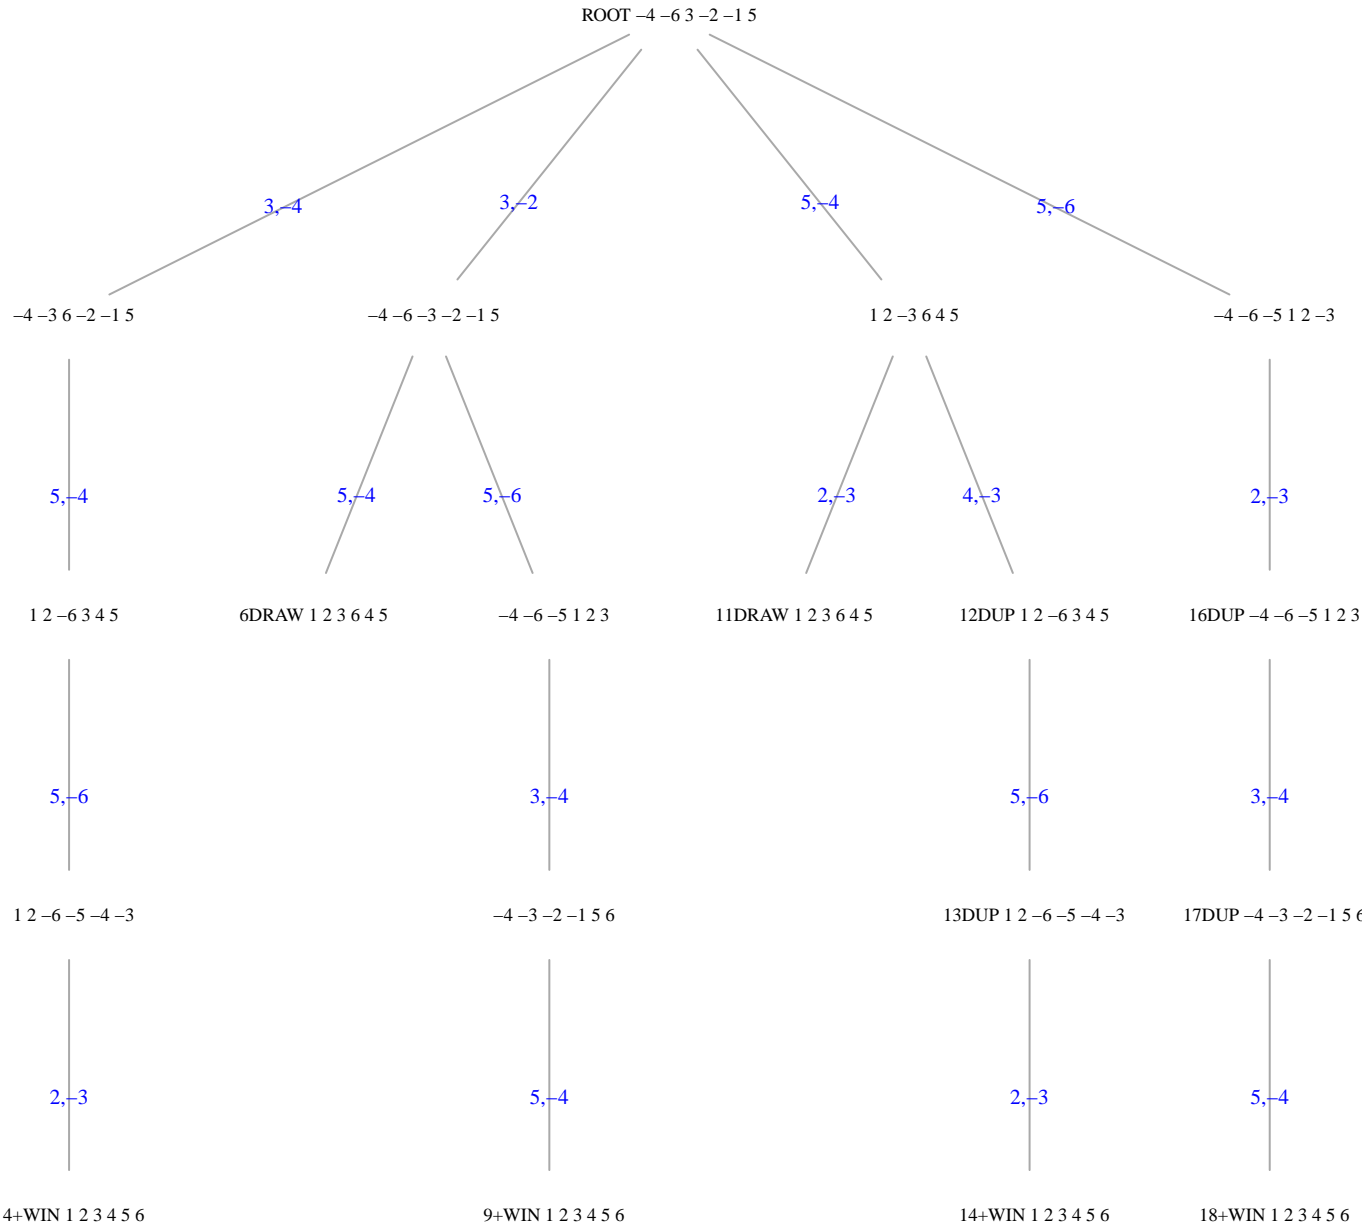 ROOT –4 –6 3 –2 –1 5
3,–4
3,–2
5,–4
5,–6
–4 –3 6 –2 –1 5
–4 –6 –3 –2 –1 5
1 2 –3 6 4 5
–4 –6 –5 1 2 –3
5,–4
5,–4
5,–6
2,–3
4,–3
2,–3
1 2 –6 3 4 5
6DRAW 1 2 3 6 4 5
–4 –6 –5 1 2 3
11DRAW 1 2 3 6 4 5
12DUP 1 2 –6 3 4 5
16DUP –4 –6 –5 1 2 3
5,–6
3,–4
5,–6
3,–4
1 2 –6 –5 –4 –3
–4 –3 –2 –1 5 6
13DUP 1 2 –6 –5 –4 –3
17DUP –4 –3 –2 –1 5 6
2,–3
5,–4
2,–3
5,–4
4+WIN 1 2 3 4 5 6
9+WIN 1 2 3 4 5 6
14+WIN 1 2 3 4 5 6
18+WIN 1 2 3 4 5 6